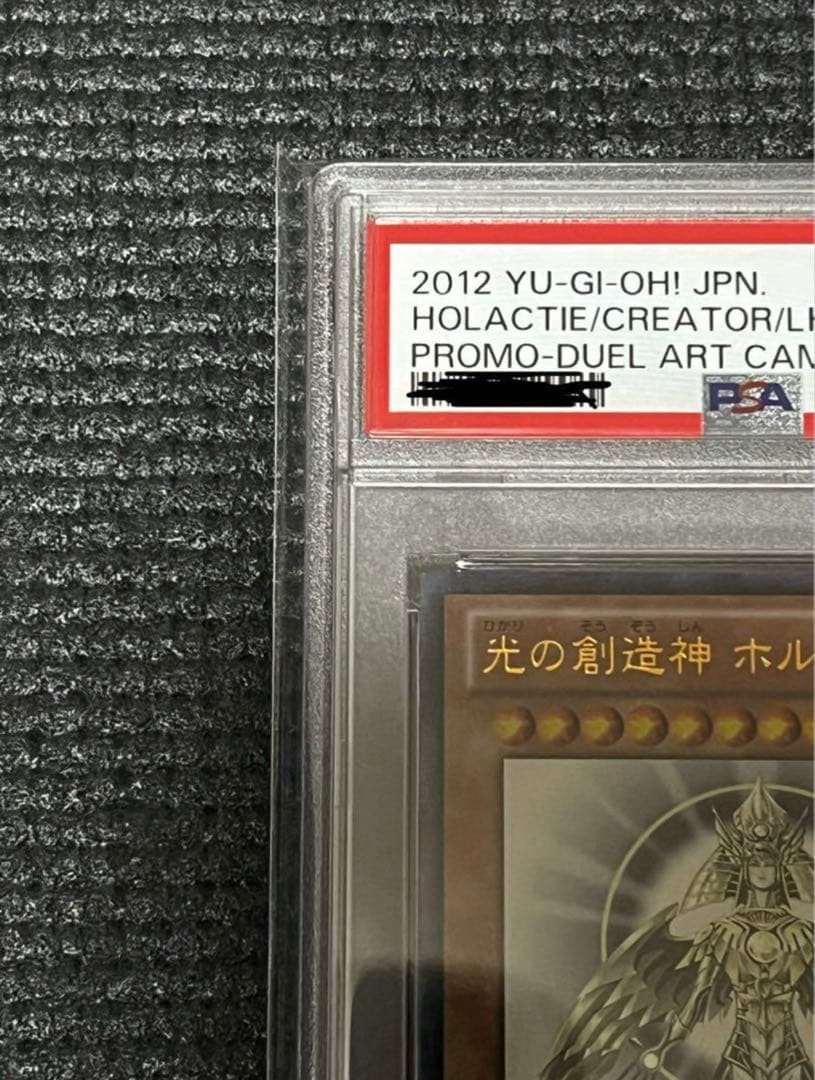 2012 YU-GI-OH! JPN.
HOLACTIE/CREATOR/LH
PROMO-DUEL ART CAM
PSA
ひかり そうぞうしん
光の創造神 ホル